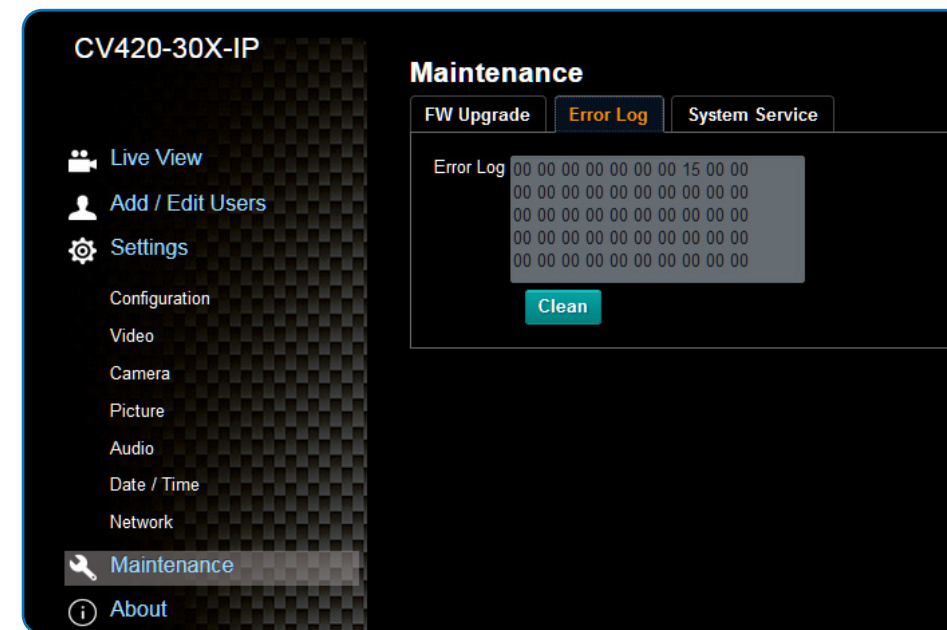 CV420-30X-IP
Live View
Add / Edit Users
Settings
Configuration
Video
Camera
Picture
Audio
Date / Time
Network
Maintenance
About
Maintenance
FW Upgrade Error Log System Service
Error Log 00 00 00 00 00 00 00 15 00 00
00 00 00 00 00 00 00 00 00 00
00 00 00 00 00 00 00 00 00 00
00 00 00 00 00 00 00 00 00 00
00 00 00 00 00 00 00 00 00 00
Clean